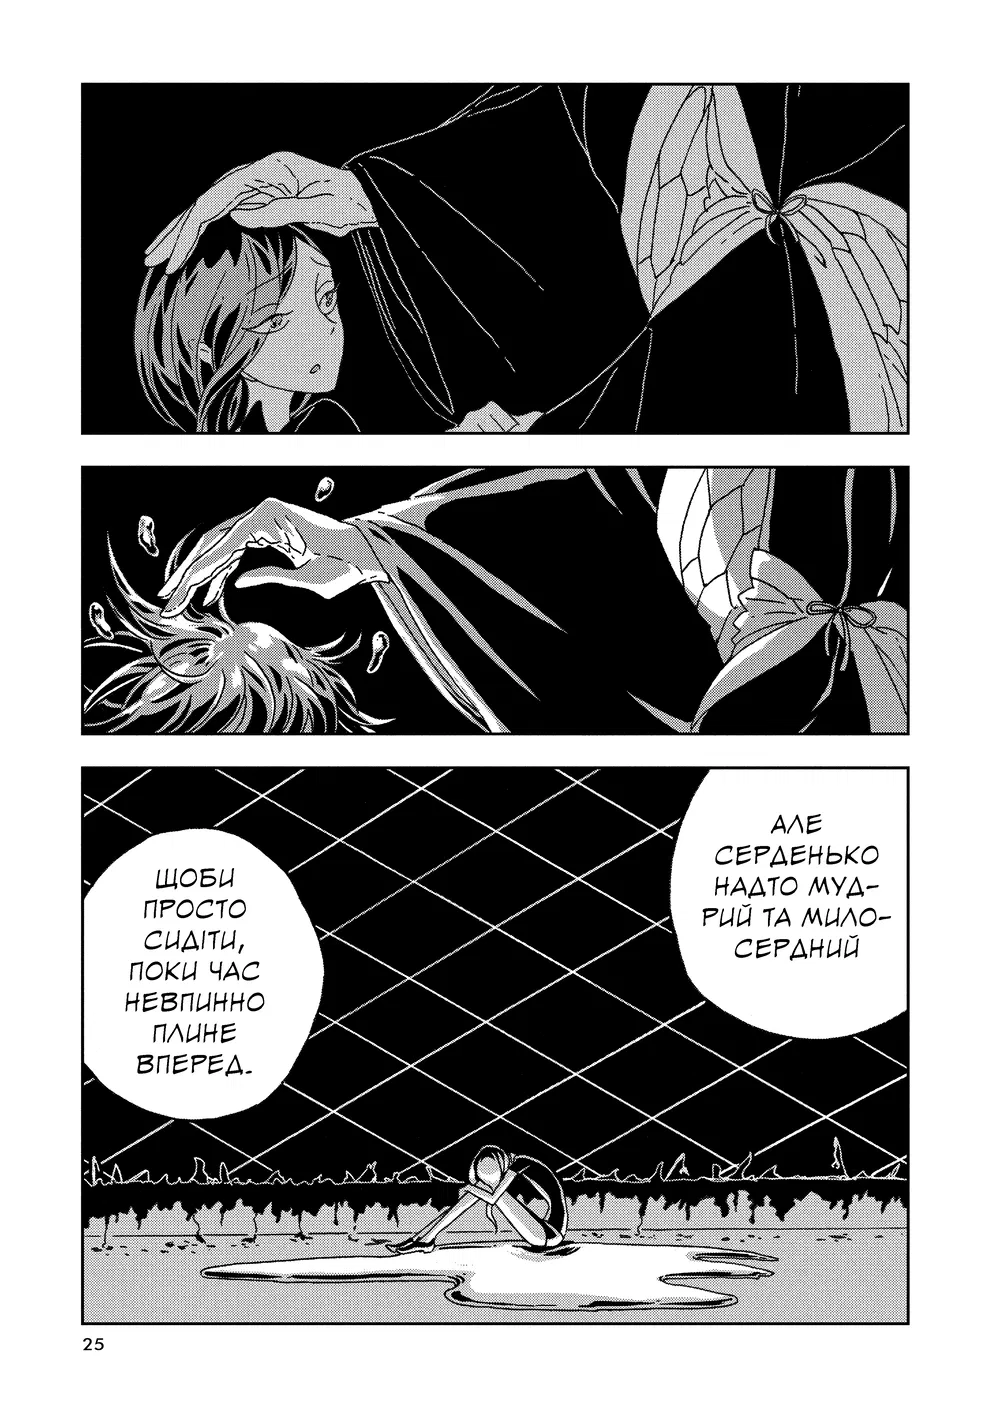 АЛЕ
СЕРДЕНЬКО
НАДТО МУД-
РИЙ ТА МИЛО-
СЕРДНИЙ
ЩОБИ
ПРОСТО
СИДІТИ,
ПОКИ ЧАС
НЕВПИННО
ПЛИНЕ
ВПЕРЕД.
25